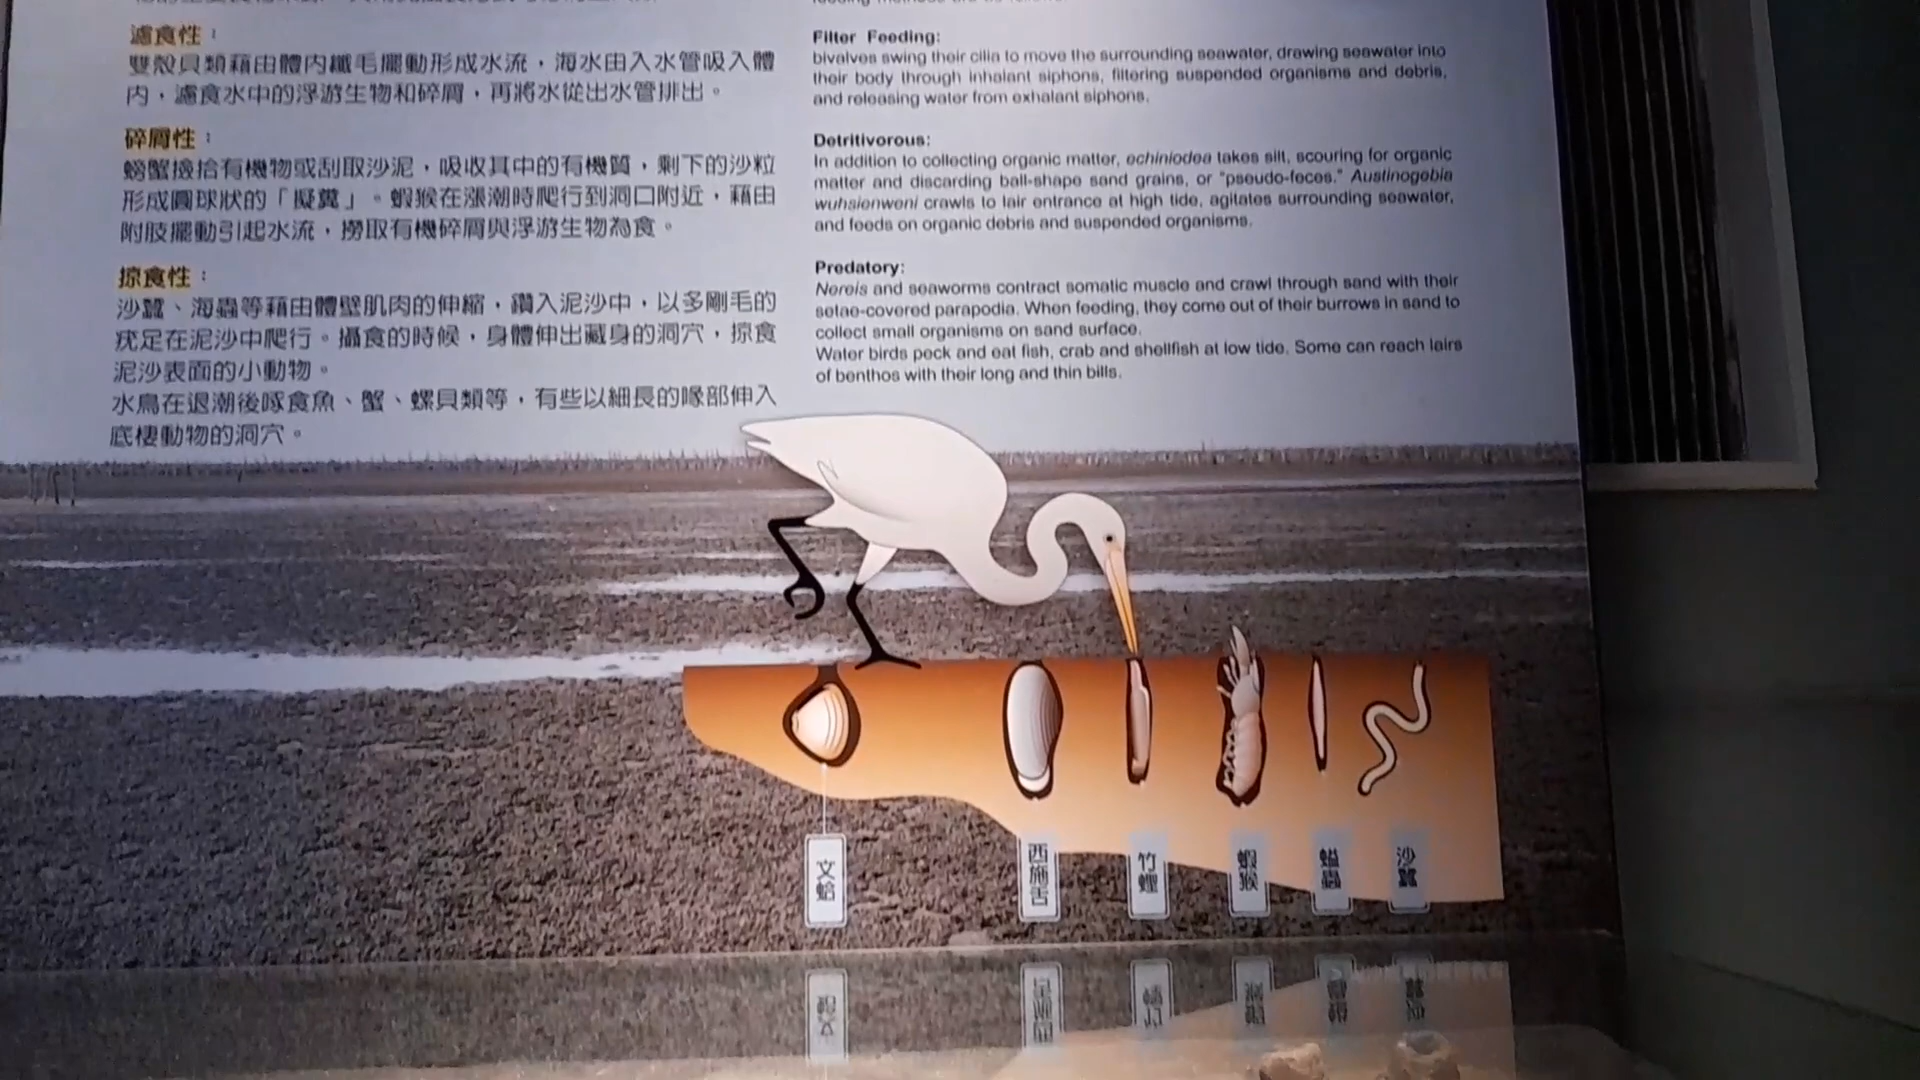 濾食性：
雙殼貝類藉由體內纖毛擺動形成水流，海水由入水管吸入體
內，濾食水中的浮游生物和碎屑，再將水從出水管排出。
碎屑性：
螃蟹撿拾有機物或刮取沙泥，吸收其中的有機質，剩下的沙粒
形成圓球狀的「擬糞」。蝦猴在漲潮時爬行到洞口附近，藉由
附肢擺動引起水流，撈取有機碎屑與浮游生物為食。
掠食性：
沙蠶、海蟲等藉由體壁肌肉的伸縮，鑽入泥沙中，以多剛毛的
疣足在泥沙中爬行。攝食的時候，身體伸出藏身的洞穴，掠食
泥沙表面的小動物。
水鳥在退潮後啄食魚、蟹、螺貝類等，有些以細長的喙部伸入
底棲動物的洞穴。
Filter Feeding:
bivalves swing their cilia to move the surrounding seawater, drawing seawater into
their body through inhalant siphons, filtering suspended organisms and debris,
and releasing water from exhalant siphons.
Detritivorous:
In addition to collecting organic matter, echiniodea takes silt, scouring for organic
matter and discarding ball-shape sand grains, or "pseudo-feces." Austinogebia
wuhsienweni crawls to lair entrance at high tide, agitates surrounding seawater,
and feeds on organic debris and suspended organisms.
Predatory:
Nereis and seaworms contract somatic muscle and crawl through sand with their
setae-covered parapodia. When feeding, they come out of their burrows in sand to
collect small organisms on sand surface.
Water birds peck and eat fish, crab and shellfish at low tide. Some can reach lairs
of benthos with their long and thin bills.
文蛤
西施舌
竹蟶
蝦猴
螠蟲
沙蠶